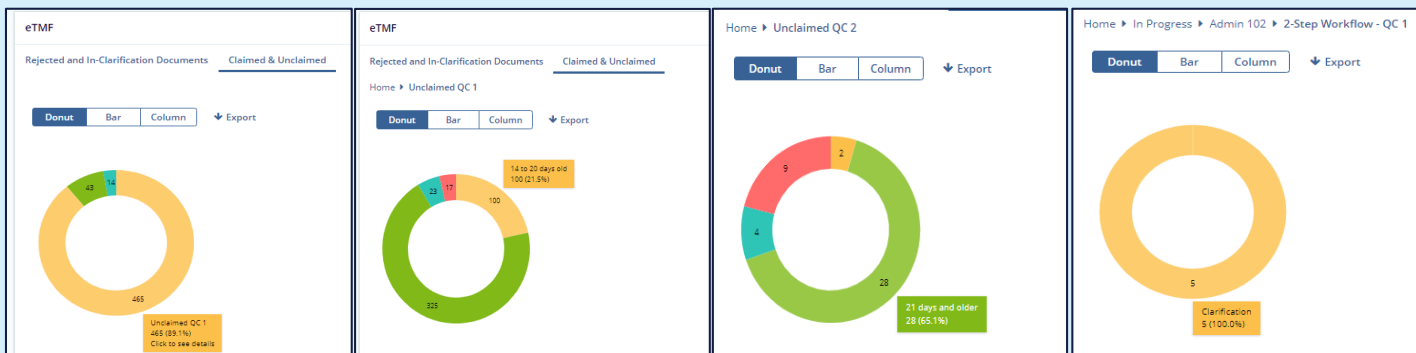 eTMF
Rejected and In-Clarification Documents Claimed & Unclaimed
Donut Bar Column Export
43
14
465
Unclaimed QC 1
465 (89.1%)
Click to see details
eTMF
Rejected and In-Clarification Documents Claimed & Unclaimed
Home Unclaimed QC 1
Donut Bar Column Export
14 to 20 days old
100 (21.5%)
23
17
100
325
Home Unclaimed QC 2
Donut Bar Column Export
2
9
4
28
21 days and older
28 (65.1%)
Home In Progress Admin 102 2-Step Workflow - QC 1
Donut Bar Column Export
5
Clarification
5 (100.0%)